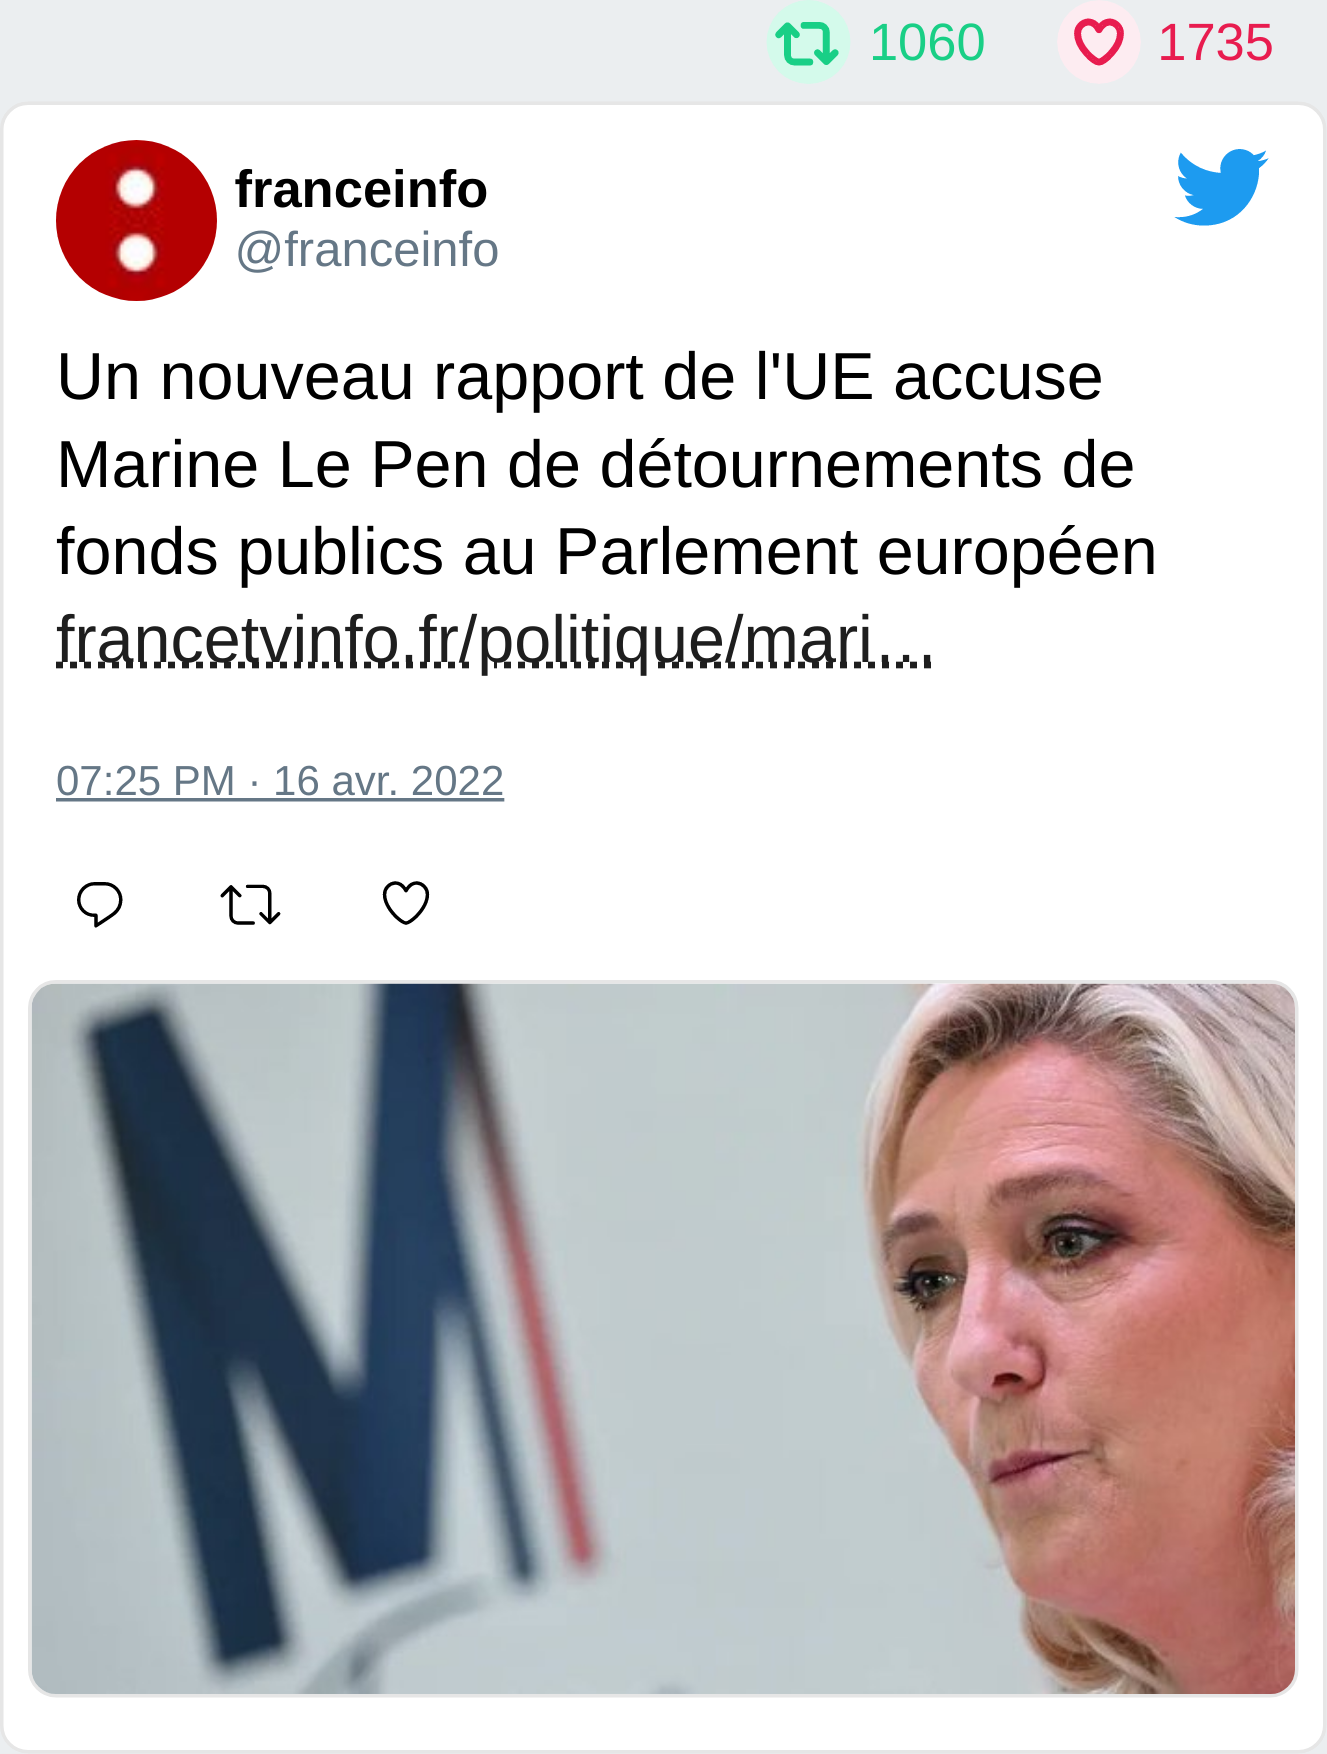 1060 1735
franceinfo
@franceinfo
Un nouveau rapport de l'UE accuse
Marine Le Pen de détournements de
fonds publics au Parlement européen
francetvinfo.fr/politique/mari…
07:25 PM · 16 avr. 2022
M